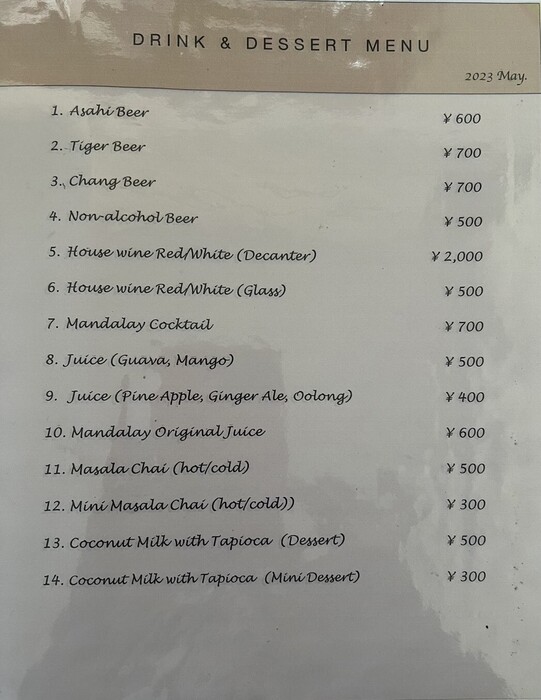 DRINK & DESSERT MENU
2023 May.
1. Asahi Beer ¥ 600
2. Tiger Beer ¥ 700
3. Chang Beer ¥ 700
4. Non-alcohol Beer ¥ 500
5. House wine Red/White (Decanter) ¥ 2,000
6. House wine Red/White (Glass) ¥ 500
7. Mandalay Cocktail ¥ 700
8. Juice (Guava, Mango) ¥ 500
9. Juice (Pine Apple, Ginger Ale, Oolong) ¥ 400
10. Mandalay Original Juice ¥ 600
11. Masala Chai (hot/cold) ¥ 500
12. Mini Masala Chai (hot/cold)) ¥ 300
13. Coconut Milk with Tapioca (Dessert) ¥ 500
14. Coconut Milk with Tapioca (Mini Dessert) ¥ 300